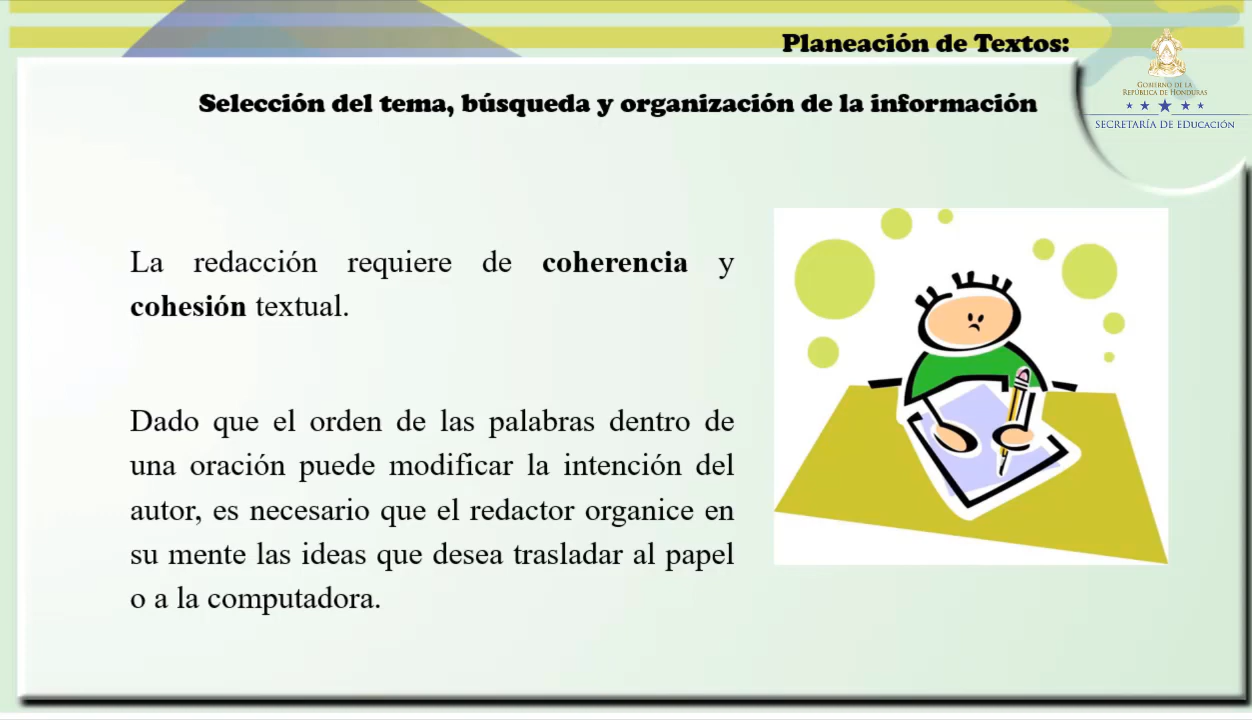 Planeación de Textos:
Selección del tema, búsqueda y organización de la información
GOBIERNO DE LA
REPÚBLICA DE HONDURAS
SECRETARÍA DE EDUCACIÓN
La redacción requiere de coherencia y
cohesión textual.
Dado que el orden de las palabras dentro de
una oración puede modificar la intención del
autor, es necesario que el redactor organice en
su mente las ideas que desea trasladar al papel
o a la computadora.